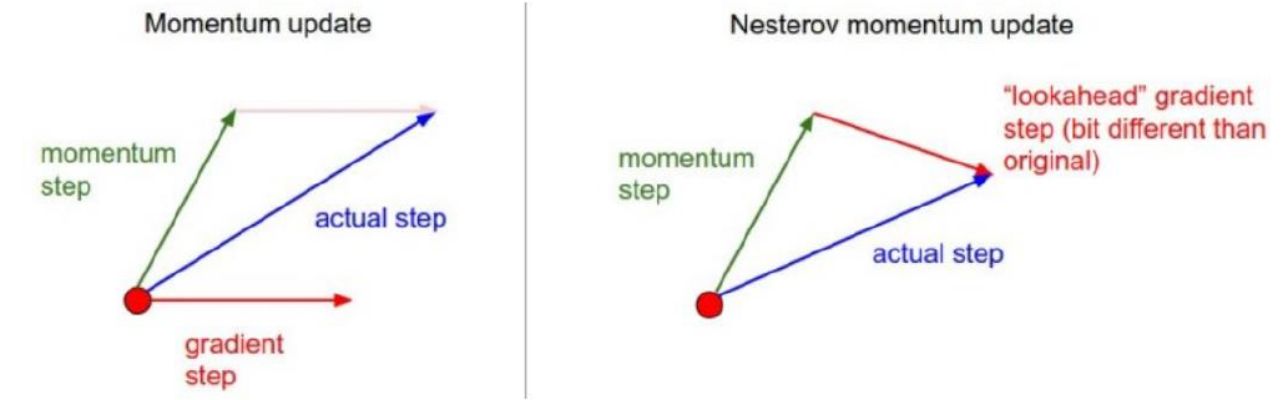 Momentum update
momentum
step
actual step
gradient
step
Nesterov momentum update
momentum
step
“lookahead” gradient
step (bit different than
original)
actual step